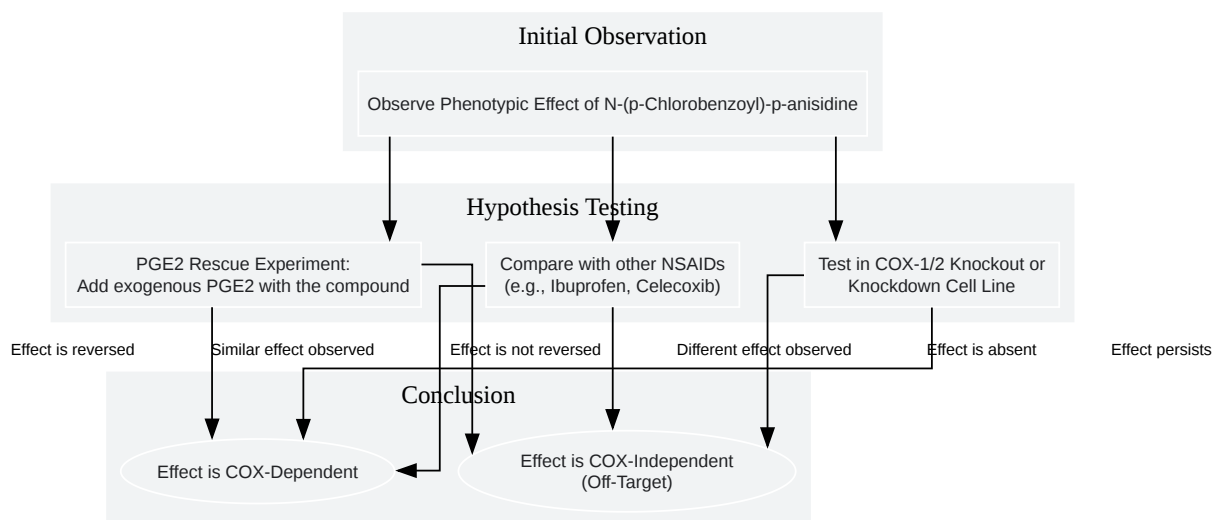 Initial Observation
Observe Phenotypic Effect of N-(p-Chlorobenzoyl)-p-anisidine
Hypothesis Testing
PGE2 Rescue Experiment:
Add exogenous PGE2 with the compound
Compare with other NSAIDs
(e.g., Ibuprofen, Celecoxib)
Test in COX-1/2 Knockout or
Knockdown Cell Line
Effect is reversed
Similar effect observed
Effect is not reversed
Different effect observed
Effect is absent
Effect persists
Conclusion
Effect is COX-Dependent
Effect is COX-Independent
(Off-Target)